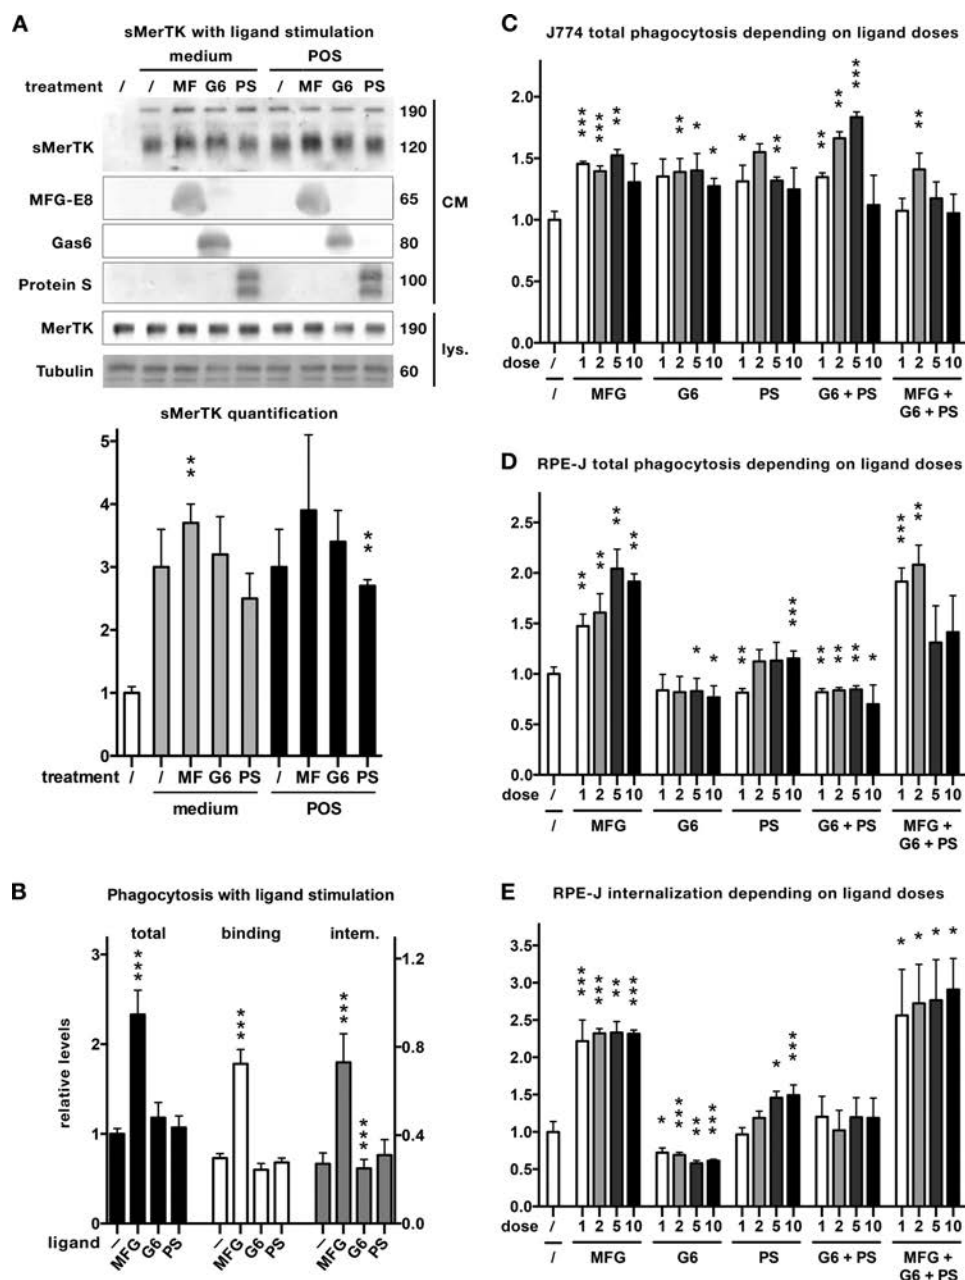 A
sMerTK with ligand stimulation
medium POS
treatment / / MF G6 PS / MF G6 PS
190
sMerTK 120
MFG-E8 65 CM
Gas6 80
Protein S 100
MerTK 190
lys.
Tubulin 60
sMerTK quantification
5
4
3
2
1
0
** **
treatment / / MF G6 PS / MF G6 PS
medium POS
B Phagocytosis with ligand stimulation
total binding intern.
relative levels
3
2
1
0
1.2
0.8
0.4
0.0
*** *** *** ***
ligand – MFG G6 PS – MFG G6 PS – MFG G6 PS
C
J774 total phagocytosis depending on ligand doses
2.0
1.5
1.0
0.5
0.0
*** *** ** ** * * * ** ** ** *** **
dose / 1 2 5 10 1 2 5 10 1 2 5 10 1 2 5 10 1 2 5 10
/ MFG G6 PS G6 + PS MFG +
G6 + PS
D RPE-J total phagocytosis depending on ligand doses
2.5
2.0
1.5
1.0
0.5
0.0
** ** ** ** * * ** *** ** ** ** * *** **
dose / 1 2 5 10 1 2 5 10 1 2 5 10 1 2 5 10 1 2 5 10
/ MFG G6 PS G6 + PS MFG +
G6 + PS
E RPE-J internalization depending on ligand doses
3.5
3.0
2.5
2.0
1.5
1.0
0.5
0.0
*** *** ** *** * *** ** *** * *** * * * *
dose / 1 2 5 10 1 2 5 10 1 2 5 10 1 2 5 10 1 2 5 10
/ MFG G6 PS G6 + PS MFG +
G6 + PS